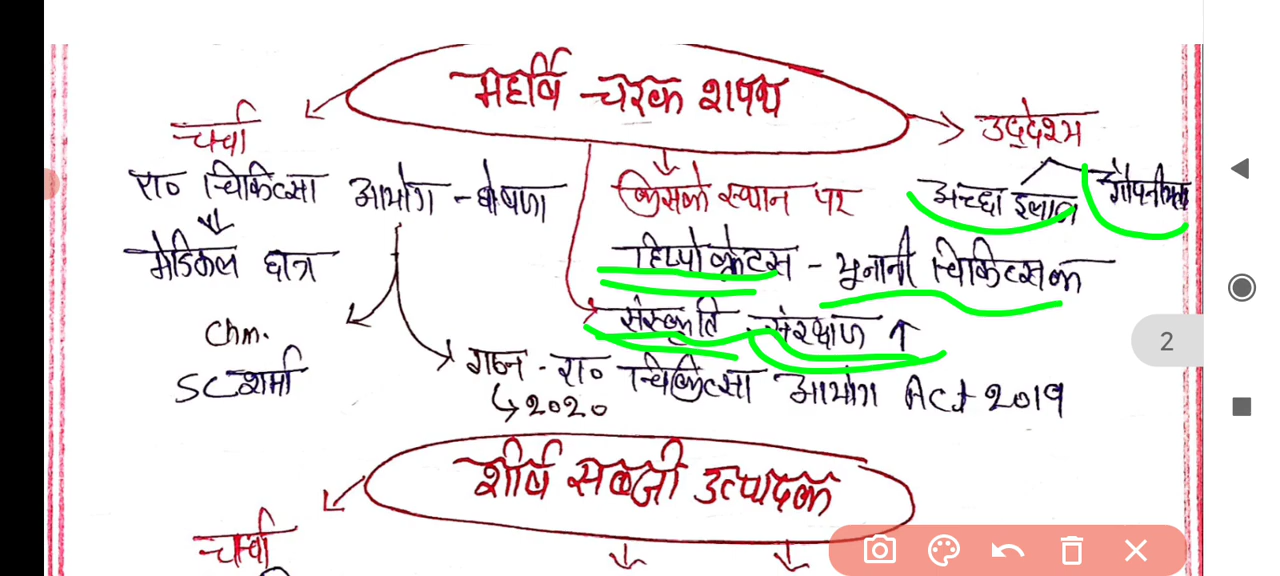 महर्षि चरक शपथ
चर्चा
उद्देश्य
रा० चिकित्सा आयोग - घोषणा
किसके स्थान पर
अच्छा इलाज
गोपनीयता
मेडिकल छात्र
हिप्पोक्रेटस - यूनानी चिकित्सक
Chm.
संस्कृति संरक्षण ↑
SC शर्मा
गठन - रा० चिकित्सा आयोग Act 2019
↳ 2020
2
शीर्ष सब्जी उत्पादक
चर्चा